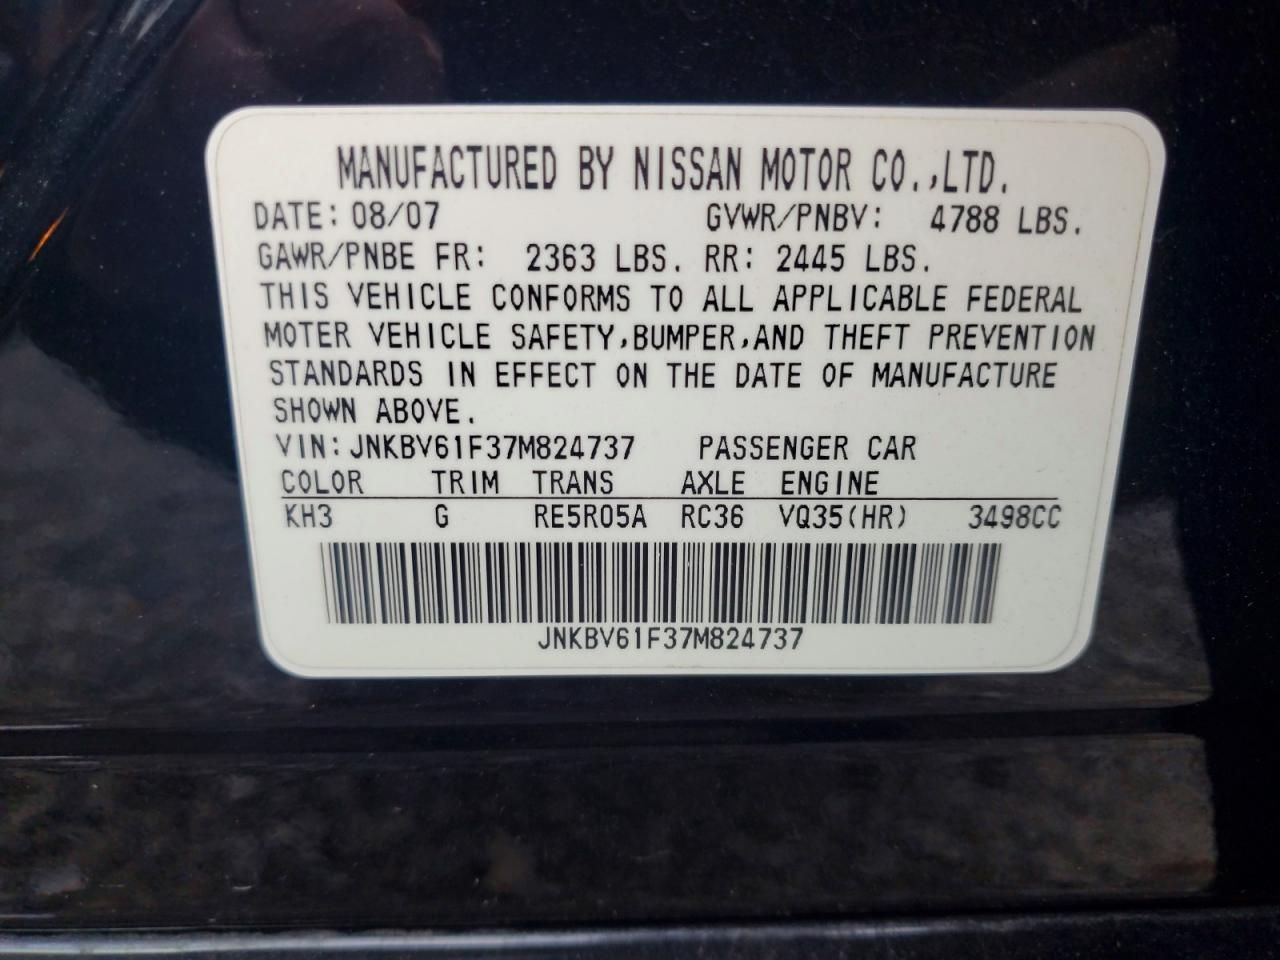 MANUFACTURED BY NISSAN MOTOR CO.,LTD.
DATE: 08/07 GVWR/PNBV: 4788 LBS.
GAWR/PNBE FR: 2363 LBS. RR: 2445 LBS.
THIS VEHICLE CONFORMS TO ALL APPLICABLE FEDERAL
MOTER VEHICLE SAFETY,BUMPER,AND THEFT PREVENTION
STANDARDS IN EFFECT ON THE DATE OF MANUFACTURE
SHOWN ABOVE.
VIN:JNKBV61F37M824737 PASSENGER CAR
COLOR TRIM TRANS AXLE ENGINE
KH3 G RE5R05A RC36 VQ35(HR) 3498CC
JNKBV61F37M824737